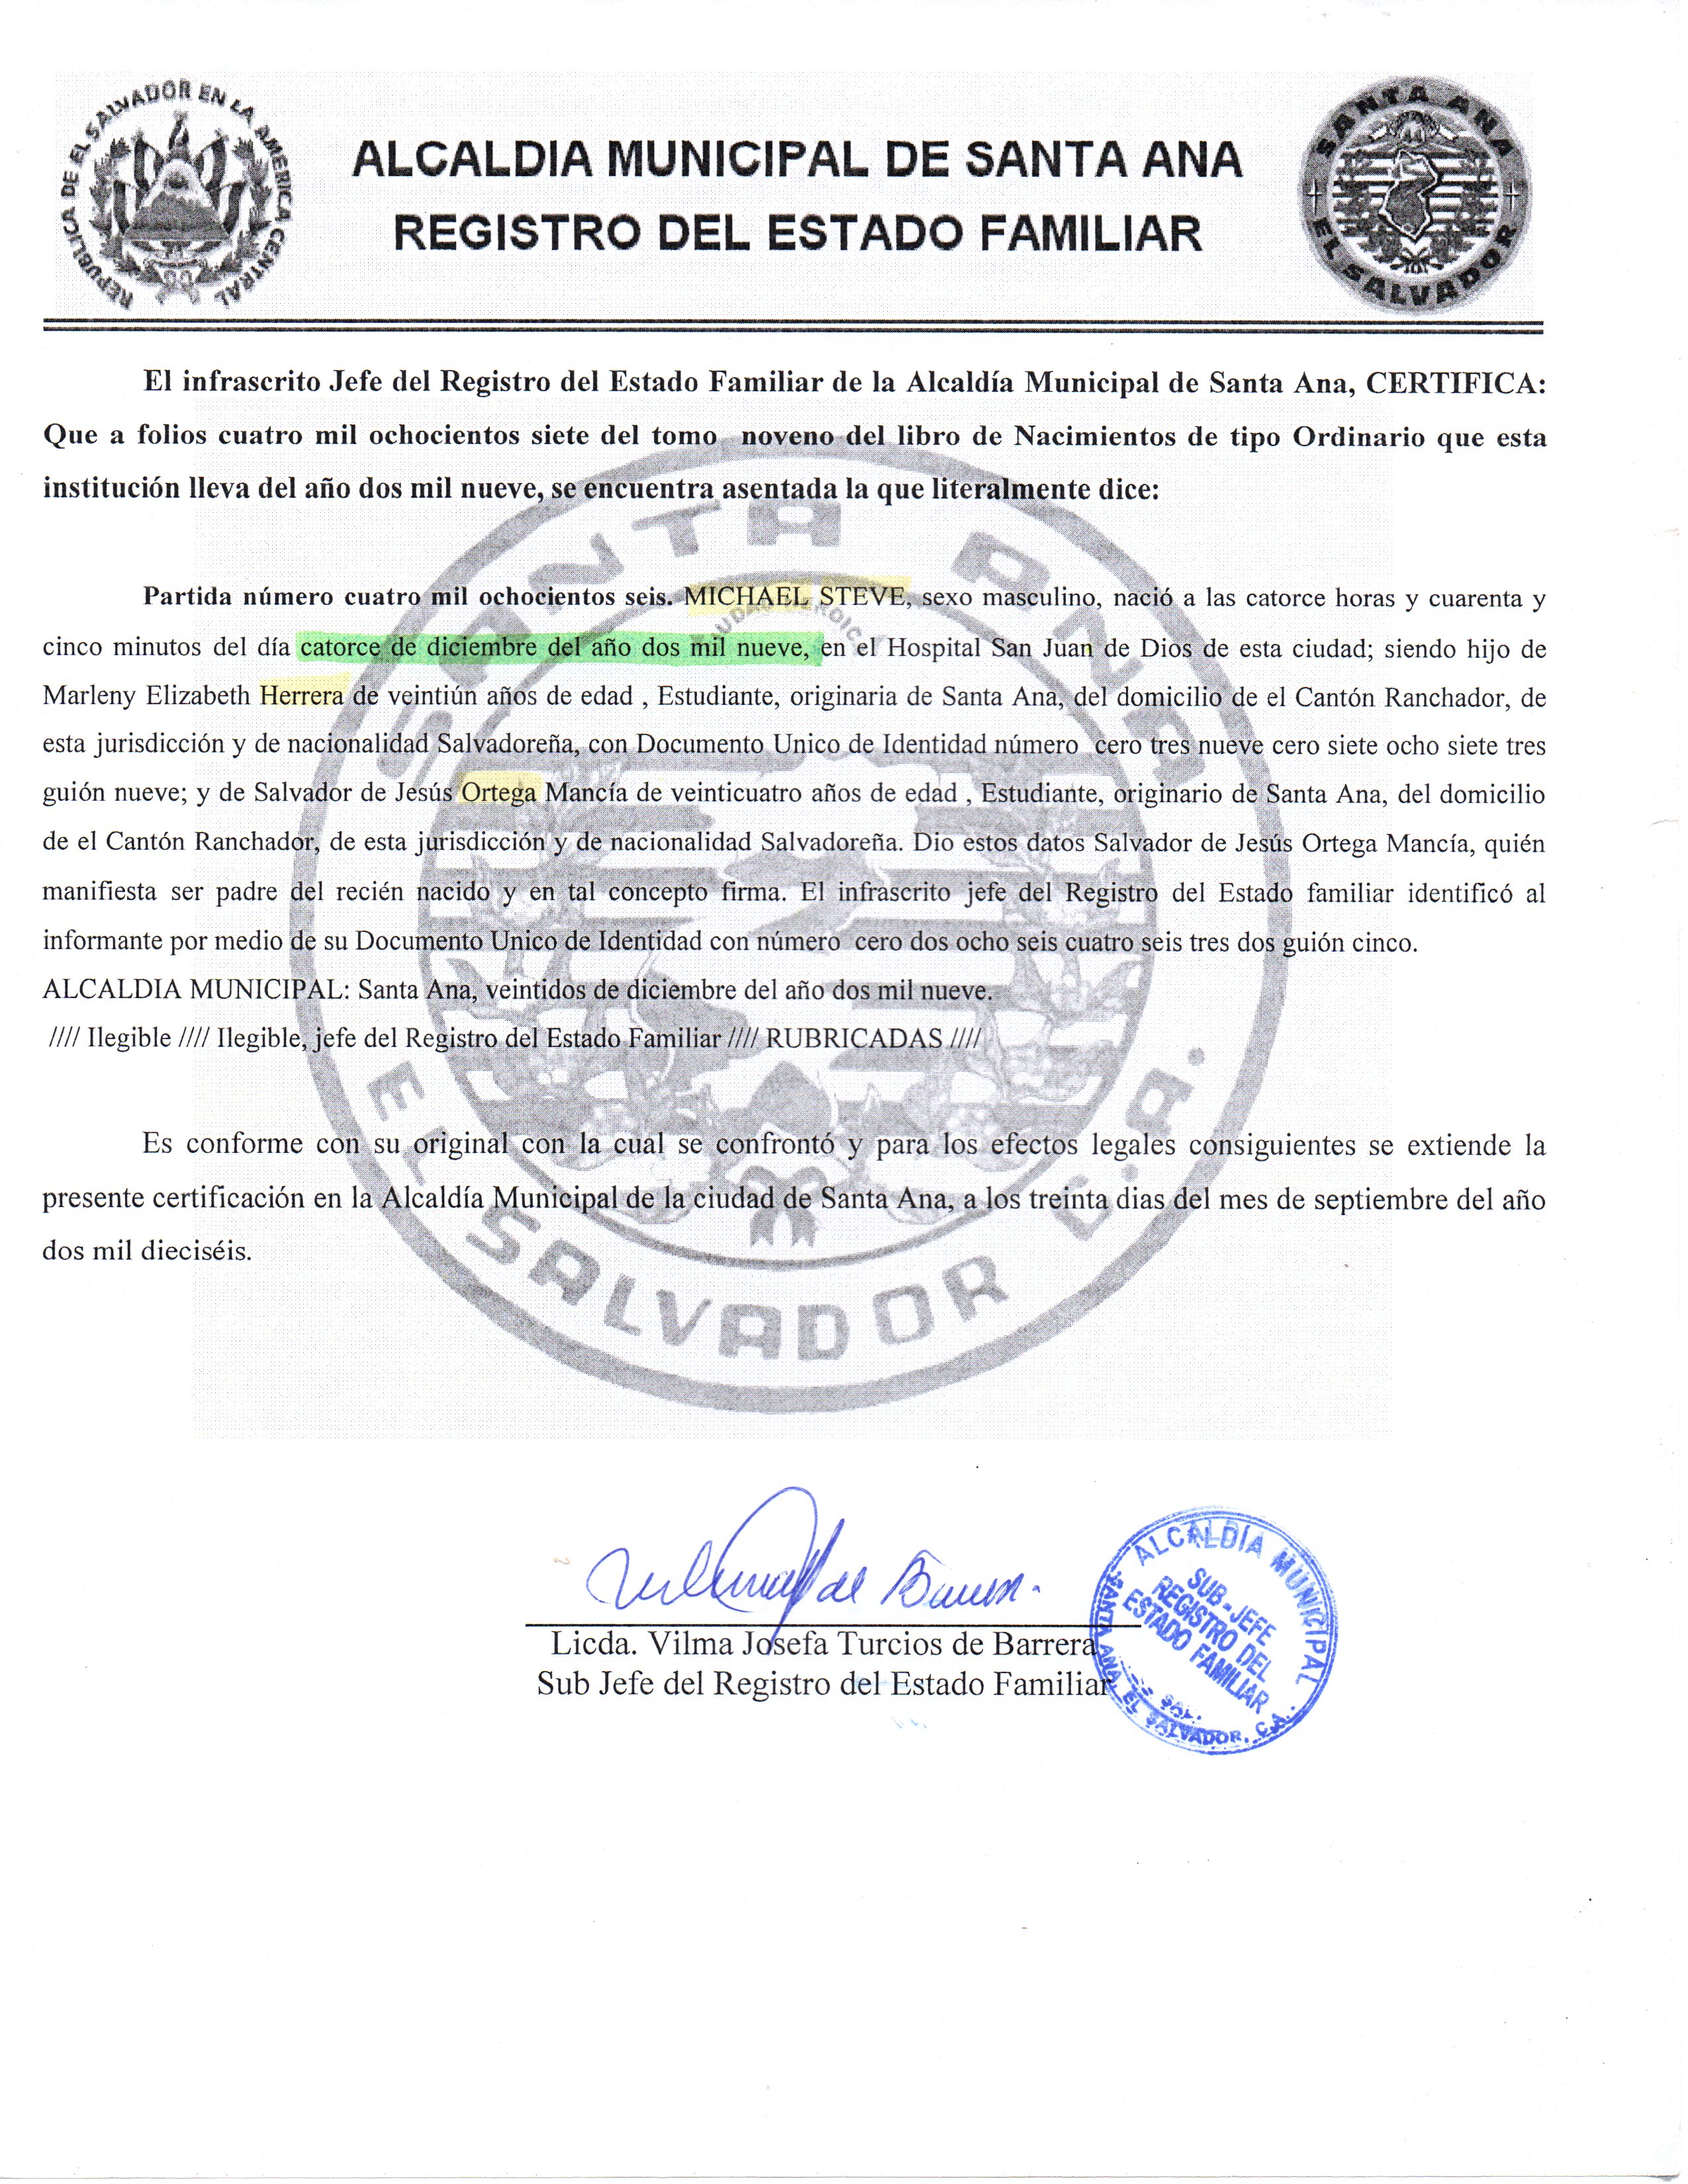 REPUBLICA DE EL SALVADOR EN LA AMERICA CENTRAL
ALCALDIA MUNICIPAL DE SANTA ANA
REGISTRO DEL ESTADO FAMILIAR
SANTA ANA
EL SALVADOR
El infrascrito Jefe del Registro del Estado Familiar de la Alcaldía Municipal de Santa Ana, CERTIFICA:
Que a folios cuatro mil ochocientos siete del tomo noveno del libro de Nacimientos de tipo Ordinario que esta
institución lleva del año dos mil nueve, se encuentra asentada la que literalmente dice:
Partida número cuatro mil ochocientos seis. MICHAEL STEVE, sexo masculino, nació a las catorce horas y cuarenta y
cinco minutos del día catorce de diciembre del año dos mil nueve, en el Hospital San Juan de Dios de esta ciudad; siendo hijo de
Marleny Elizabeth Herrera de veintiún años de edad , Estudiante, originaria de Santa Ana, del domicilio de el Cantón Ranchador, de
esta jurisdicción y de nacionalidad Salvadoreña, con Documento Unico de Identidad número cero tres nueve cero siete ocho siete tres
guión nueve; y de Salvador de Jesús Ortega Mancía de veinticuatro años de edad , Estudiante, originario de Santa Ana, del domicilio
de el Cantón Ranchador, de esta jurisdicción y de nacionalidad Salvadoreña. Dio estos datos Salvador de Jesús Ortega Mancía, quién
manifiesta ser padre del recién nacido y en tal concepto firma. El infrascrito jefe del Registro del Estado familiar identificó al
informante por medio de su Documento Unico de Identidad con número cero dos ocho seis cuatro seis tres dos guión cinco.
ALCALDIA MUNICIPAL: Santa Ana, veintidos de diciembre del año dos mil nueve.
//// Ilegible //// Ilegible, jefe del Registro del Estado Familiar //// RUBRICADAS ////
Es conforme con su original con la cual se confrontó y para los efectos legales consiguientes se extiende la
presente certificación en la Alcaldía Municipal de la ciudad de Santa Ana, a los treinta dias del mes de septiembre del año
dos mil dieciséis.
SANTA ANA
EL SALVADOR C.A.
Licda. Vilma Josefa Turcios de Barrera
Sub Jefe del Registro del Estado Familiar
ALCALDÍA MUNICIPAL
SUB-JEFE
REGISTRO DEL
ESTADO FAMILIAR
SANTA ANA EL SALVADOR, C.A.